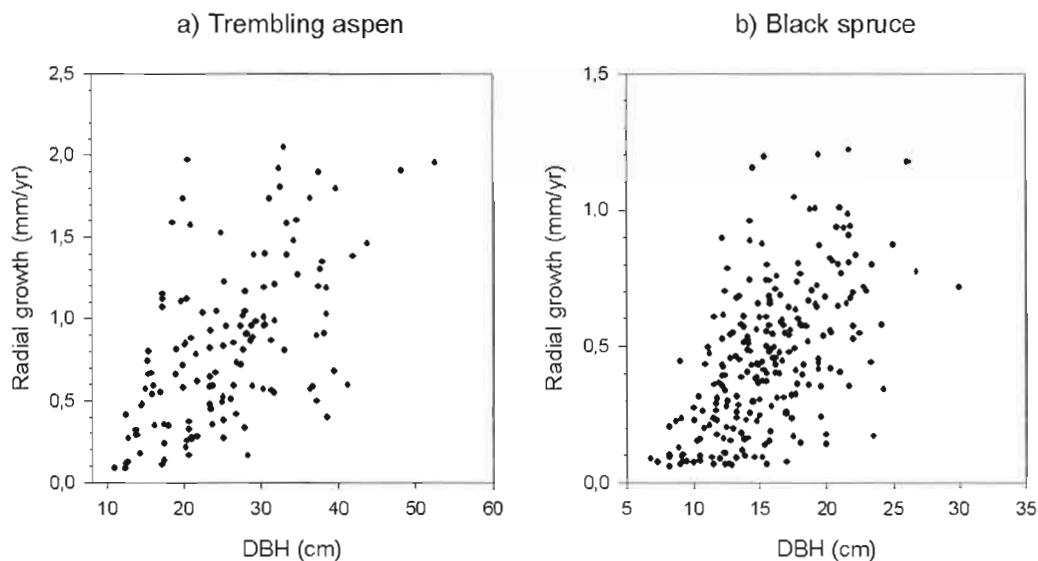 a) Trembling aspen
b) Black spruce
2,5
2,0
1,5
1,0
0,5
0,0
Radial growth (mm/yr)
10 20 30 40 50 60
DBH (cm)
1,5
1,0
0,5
0,0
Radial growth (mm/yr)
5 10 15 20 25 30 35
DBH (cm)